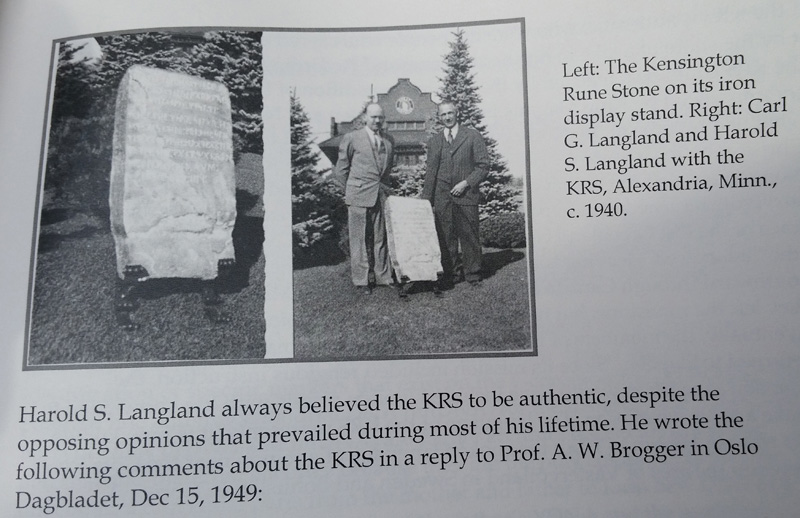 Left: The Kensington
Rune Stone on its iron
display stand. Right: Carl
G. Langland and Harold
S. Langland with the
KRS, Alexandria, Minn.,
c. 1940.
Harold S. Langland always believed the KRS to be authentic, despite the
opposing opinions that prevailed during most of his lifetime. He wrote the
following comments about the KRS in a reply to Prof. A. W. Brogger in Oslo
Dagbladet, Dec 15, 1949: